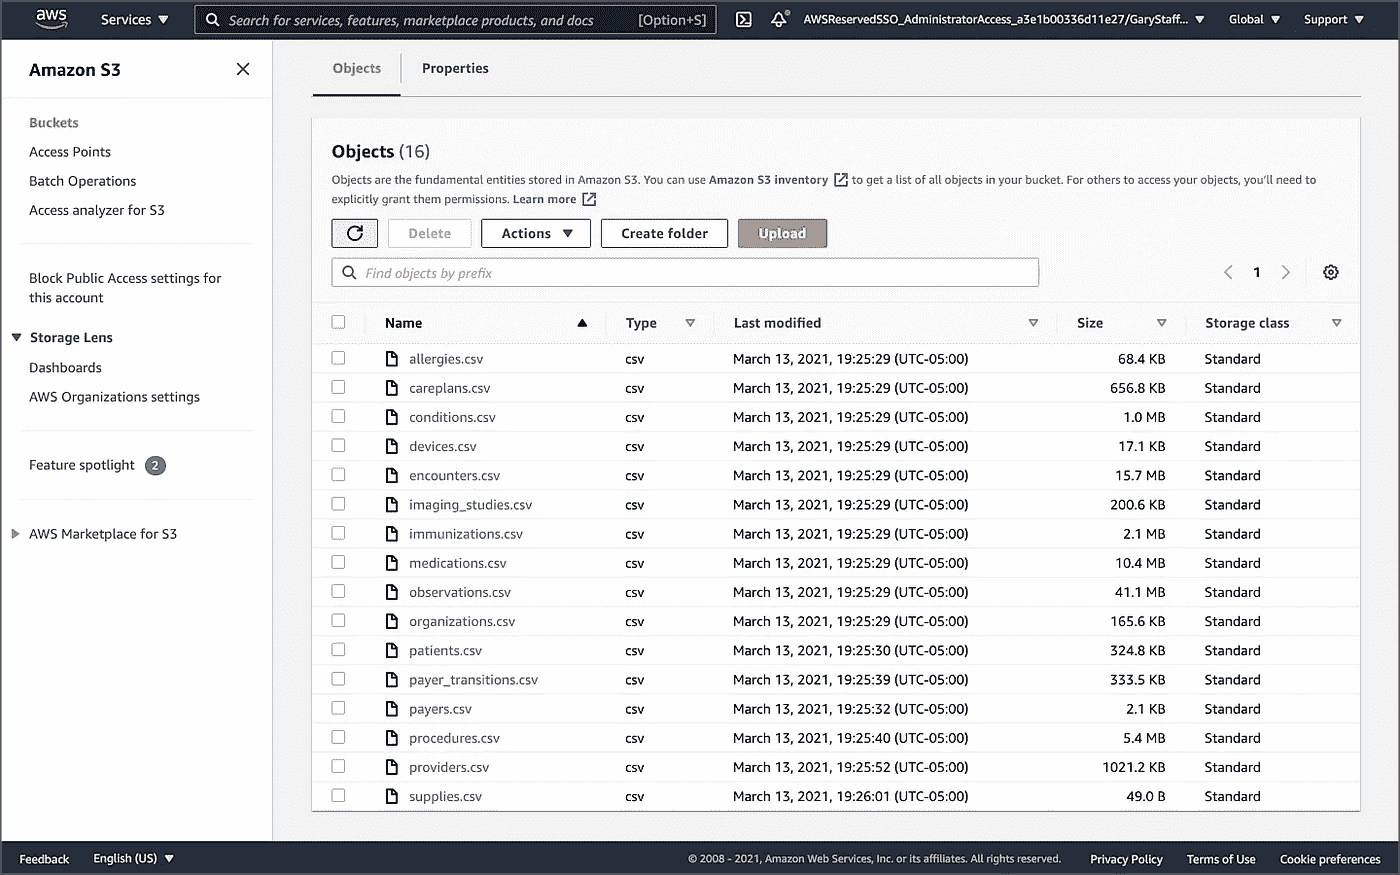 aws
Services
Search for services, features, marketplace products, and docs [Option+S]
AWSReservedSSO_AdministratorAccess_a3e1b00336d11e27/GaryStaff...
Global
Support
Amazon S3
Buckets
Access Points
Batch Operations
Access analyzer for S3
Block Public Access settings for
this account
Storage Lens
Dashboards
AWS Organizations settings
Feature spotlight 2
AWS Marketplace for S3
Objects
Properties
Objects (16)
Objects are the fundamental entities stored in Amazon S3. You can use Amazon S3 inventory to get a list of all objects in your bucket. For others to access your objects, you'll need to
explicitly grant them permissions. Learn more
Delete Actions Create folder Upload
Find objects by prefix
1
Name Type Last modified Size Storage class
allergies.csv csv March 13, 2021, 19:25:29 (UTC-05:00) 68.4 KB Standard
careplans.csv csv March 13, 2021, 19:25:29 (UTC-05:00) 656.8 KB Standard
conditions.csv csv March 13, 2021, 19:25:29 (UTC-05:00) 1.0 MB Standard
devices.csv csv March 13, 2021, 19:25:29 (UTC-05:00) 17.1 KB Standard
encounters.csv csv March 13, 2021, 19:25:29 (UTC-05:00) 15.7 MB Standard
imaging_studies.csv csv March 13, 2021, 19:25:29 (UTC-05:00) 200.6 KB Standard
immunizations.csv csv March 13, 2021, 19:25:29 (UTC-05:00) 2.1 MB Standard
medications.csv csv March 13, 2021, 19:25:29 (UTC-05:00) 10.4 MB Standard
observations.csv csv March 13, 2021, 19:25:29 (UTC-05:00) 41.1 MB Standard
organizations.csv csv March 13, 2021, 19:25:29 (UTC-05:00) 165.6 KB Standard
patients.csv csv March 13, 2021, 19:25:30 (UTC-05:00) 324.8 KB Standard
payer_transitions.csv csv March 13, 2021, 19:25:39 (UTC-05:00) 333.5 KB Standard
payers.csv csv March 13, 2021, 19:25:32 (UTC-05:00) 2.1 KB Standard
procedures.csv csv March 13, 2021, 19:25:40 (UTC-05:00) 5.4 MB Standard
providers.csv csv March 13, 2021, 19:25:52 (UTC-05:00) 1021.2 KB Standard
supplies.csv csv March 13, 2021, 19:26:01 (UTC-05:00) 49.0 B Standard
Feedback English (US) © 2008 - 2021, Amazon Web Services, Inc. or its affiliates. All rights reserved. Privacy Policy Terms of Use Cookie preferences